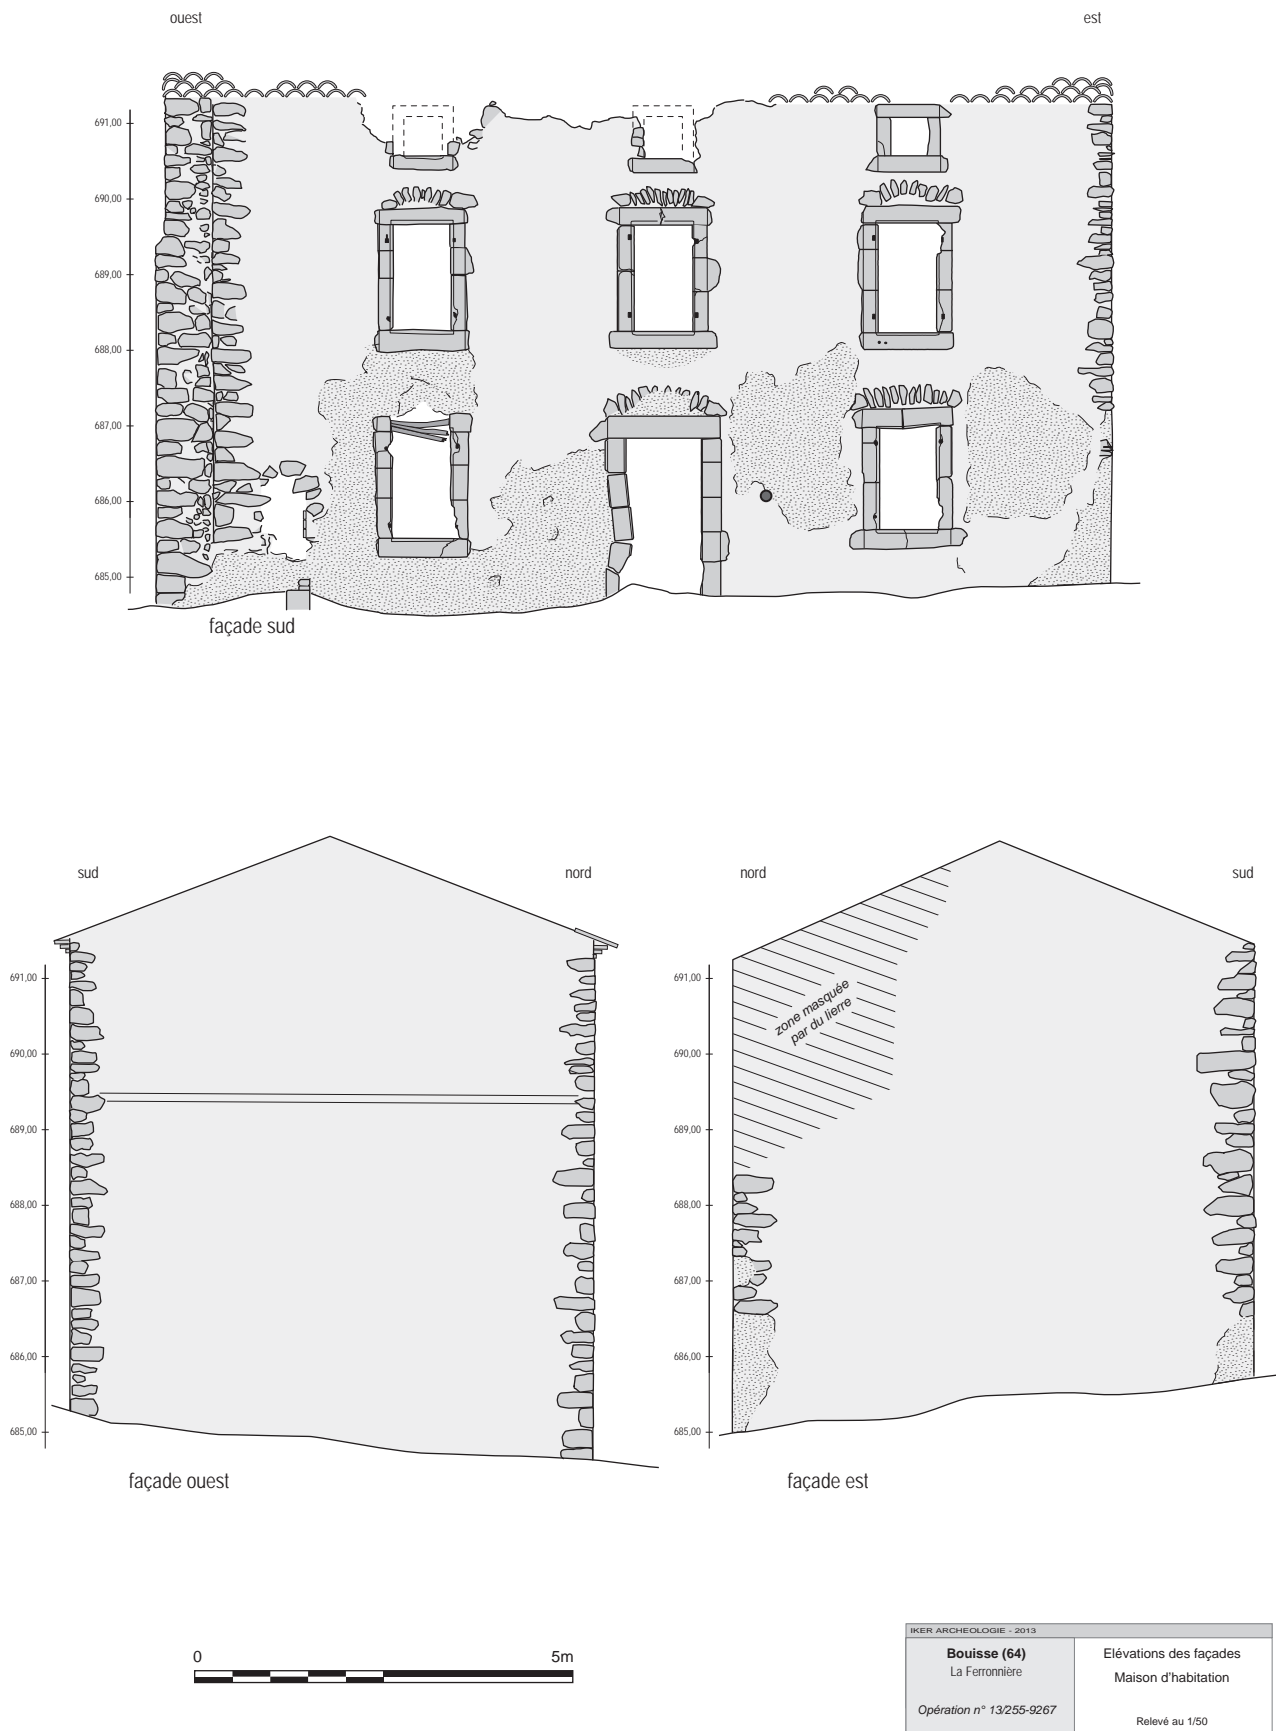 ouest
est
691,00
690,00
689,00
688,00
687,00
686,00
685,00
façade sud
sud
nord
691,00
690,00
689,00
688,00
687,00
686,00
685,00
façade ouest
nord
sud
zone masquée
par du lierre
691,00
690,00
689,00
688,00
687,00
686,00
685,00
façade est
0
5m
IKER ARCHEOLOGIE - 2013
Bouisse (64)
La Ferronnière
Opération n° 13/255-9267
Elévations des façades
Maison d'habitation
Relevé au 1/50